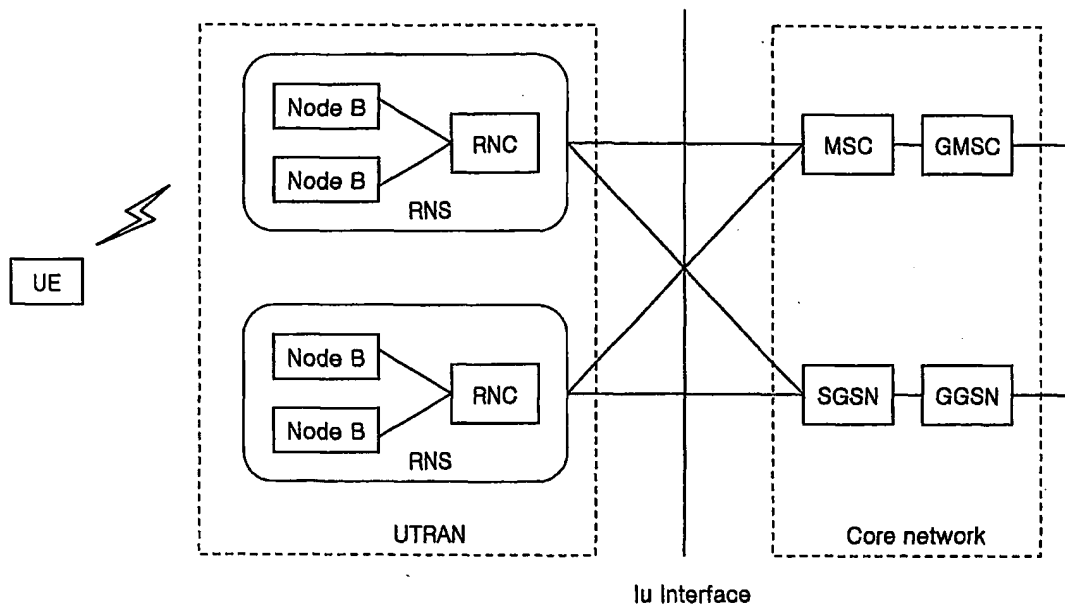 Node B
RNC
Node B
RNS
MSC
GMSC
UE
Node B
RNC
Node B
RNS
SGSN
GGSN
UTRAN
Core network
Iu Interface